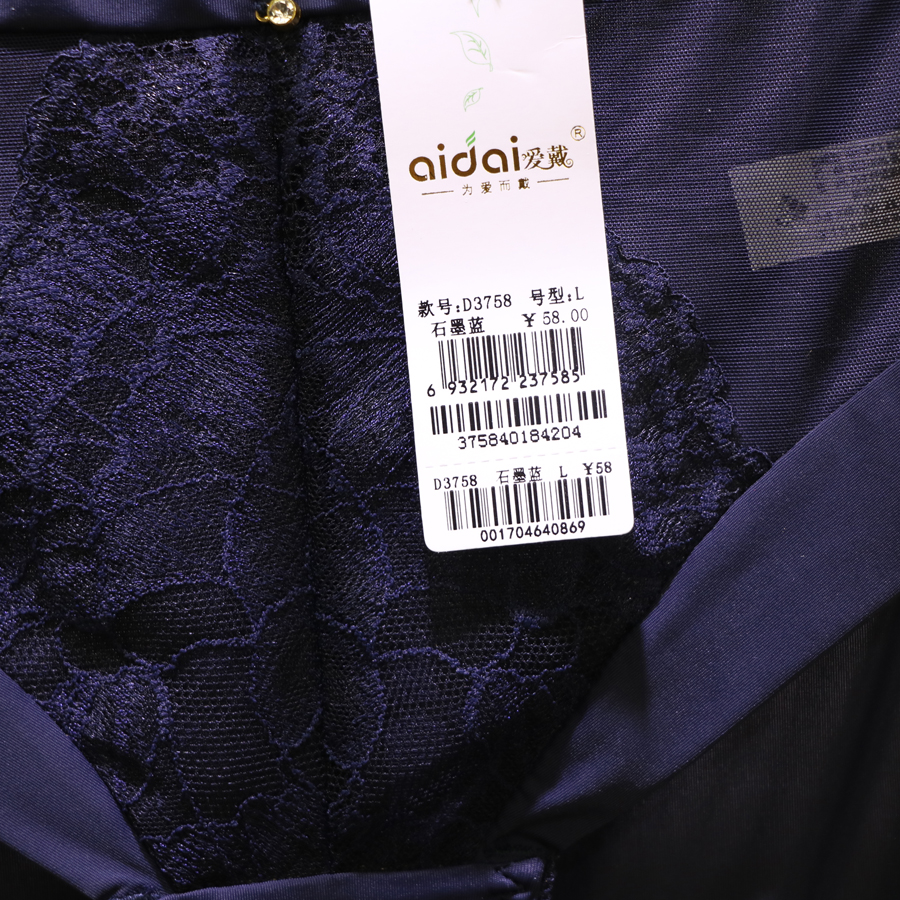 aidai爱戴®
为爱而戴
款号:D3758 号型:L
石墨蓝 ¥58.00
6 932172 237585
375840184204
D3758 石墨蓝 L ¥58
001704640869